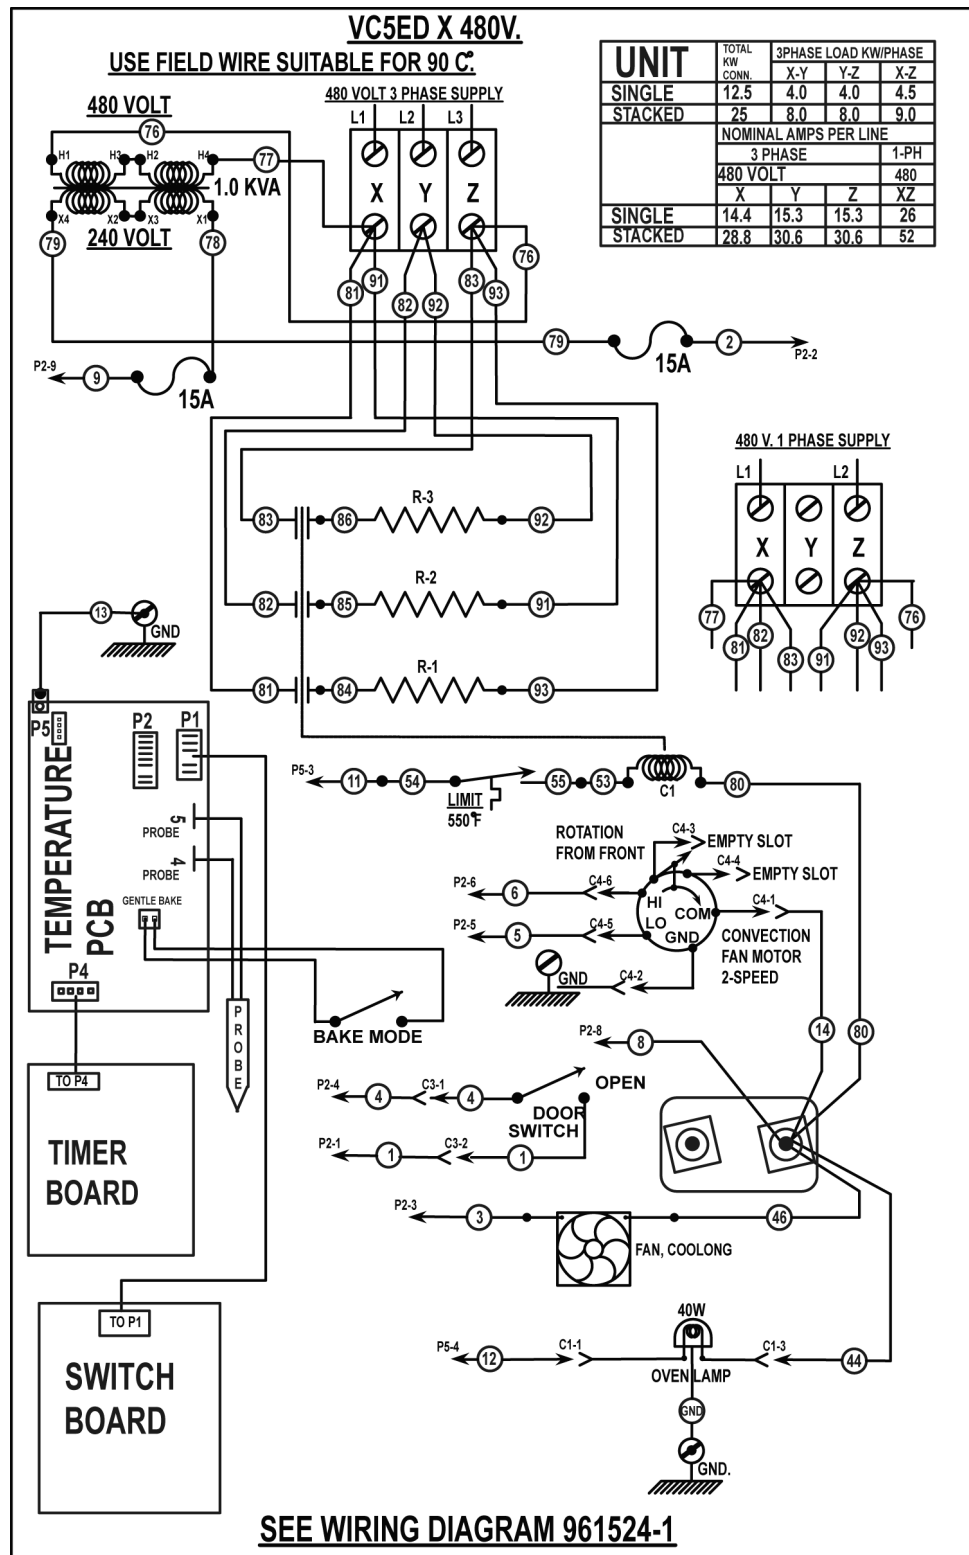 VC5ED X 480V.
USE FIELD WIRE SUITABLE FOR 90 C°.
UNIT
TOTAL KW CONN.
3PHASE LOAD KW/PHASE
X-Y Y-Z X-Z
SINGLE 12.5 4.0 4.0 4.5
STACKED 25 8.0 8.0 9.0
NOMINAL AMPS PER LINE
3 PHASE 1-PH
480 VOLT 480
X Y Z XZ
SINGLE 14.4 15.3 15.3 26
STACKED 28.8 30.6 30.6 52
480 VOLT
76
H1 H3 H2 H4
77
1.0 KVA
X4 X2 X3 X1
79
240 VOLT
78
480 VOLT 3 PHASE SUPPLY
L1 L2 L3
X Y Z
76
81 91 82 92 83 93
79
15A
2
P2-2
P2-9
9
15A
480 V. 1 PHASE SUPPLY
L1 L2
X Y Z
77 81 82 83 91 92 93 76
R-3
83 86 92
R-2
82 85 91
R-1
81 84 93
13
GND
P5
P2
P1
TEMPERATURE PCB
5
PROBE
4
PROBE
GENTLE BAKE
P4
P5-3
11
54
LIMIT
550°F
55
53
C1
80
ROTATION
FROM FRONT
C4-3
EMPTY SLOT
C4-4
EMPTY SLOT
P2-6
6
C4-6
HI
COM
C4-1
P2-5
5
C4-5
LO
GND
CONVECTION
FAN MOTOR
2-SPEED
GND
C4-2
BAKE MODE
PROBE
14
80
P2-8
8
TO P4
TIMER
BOARD
P2-4
4
C3-1
4
OPEN
DOOR
SWITCH
P2-1
1
C3-2
1
P2-3
3
46
FAN, COOLONG
TO P1
SWITCH
BOARD
40W
P5-4
12
C1-1
C1-3
44
OVEN LAMP
GND
GND.
SEE WIRING DIAGRAM 961524-1